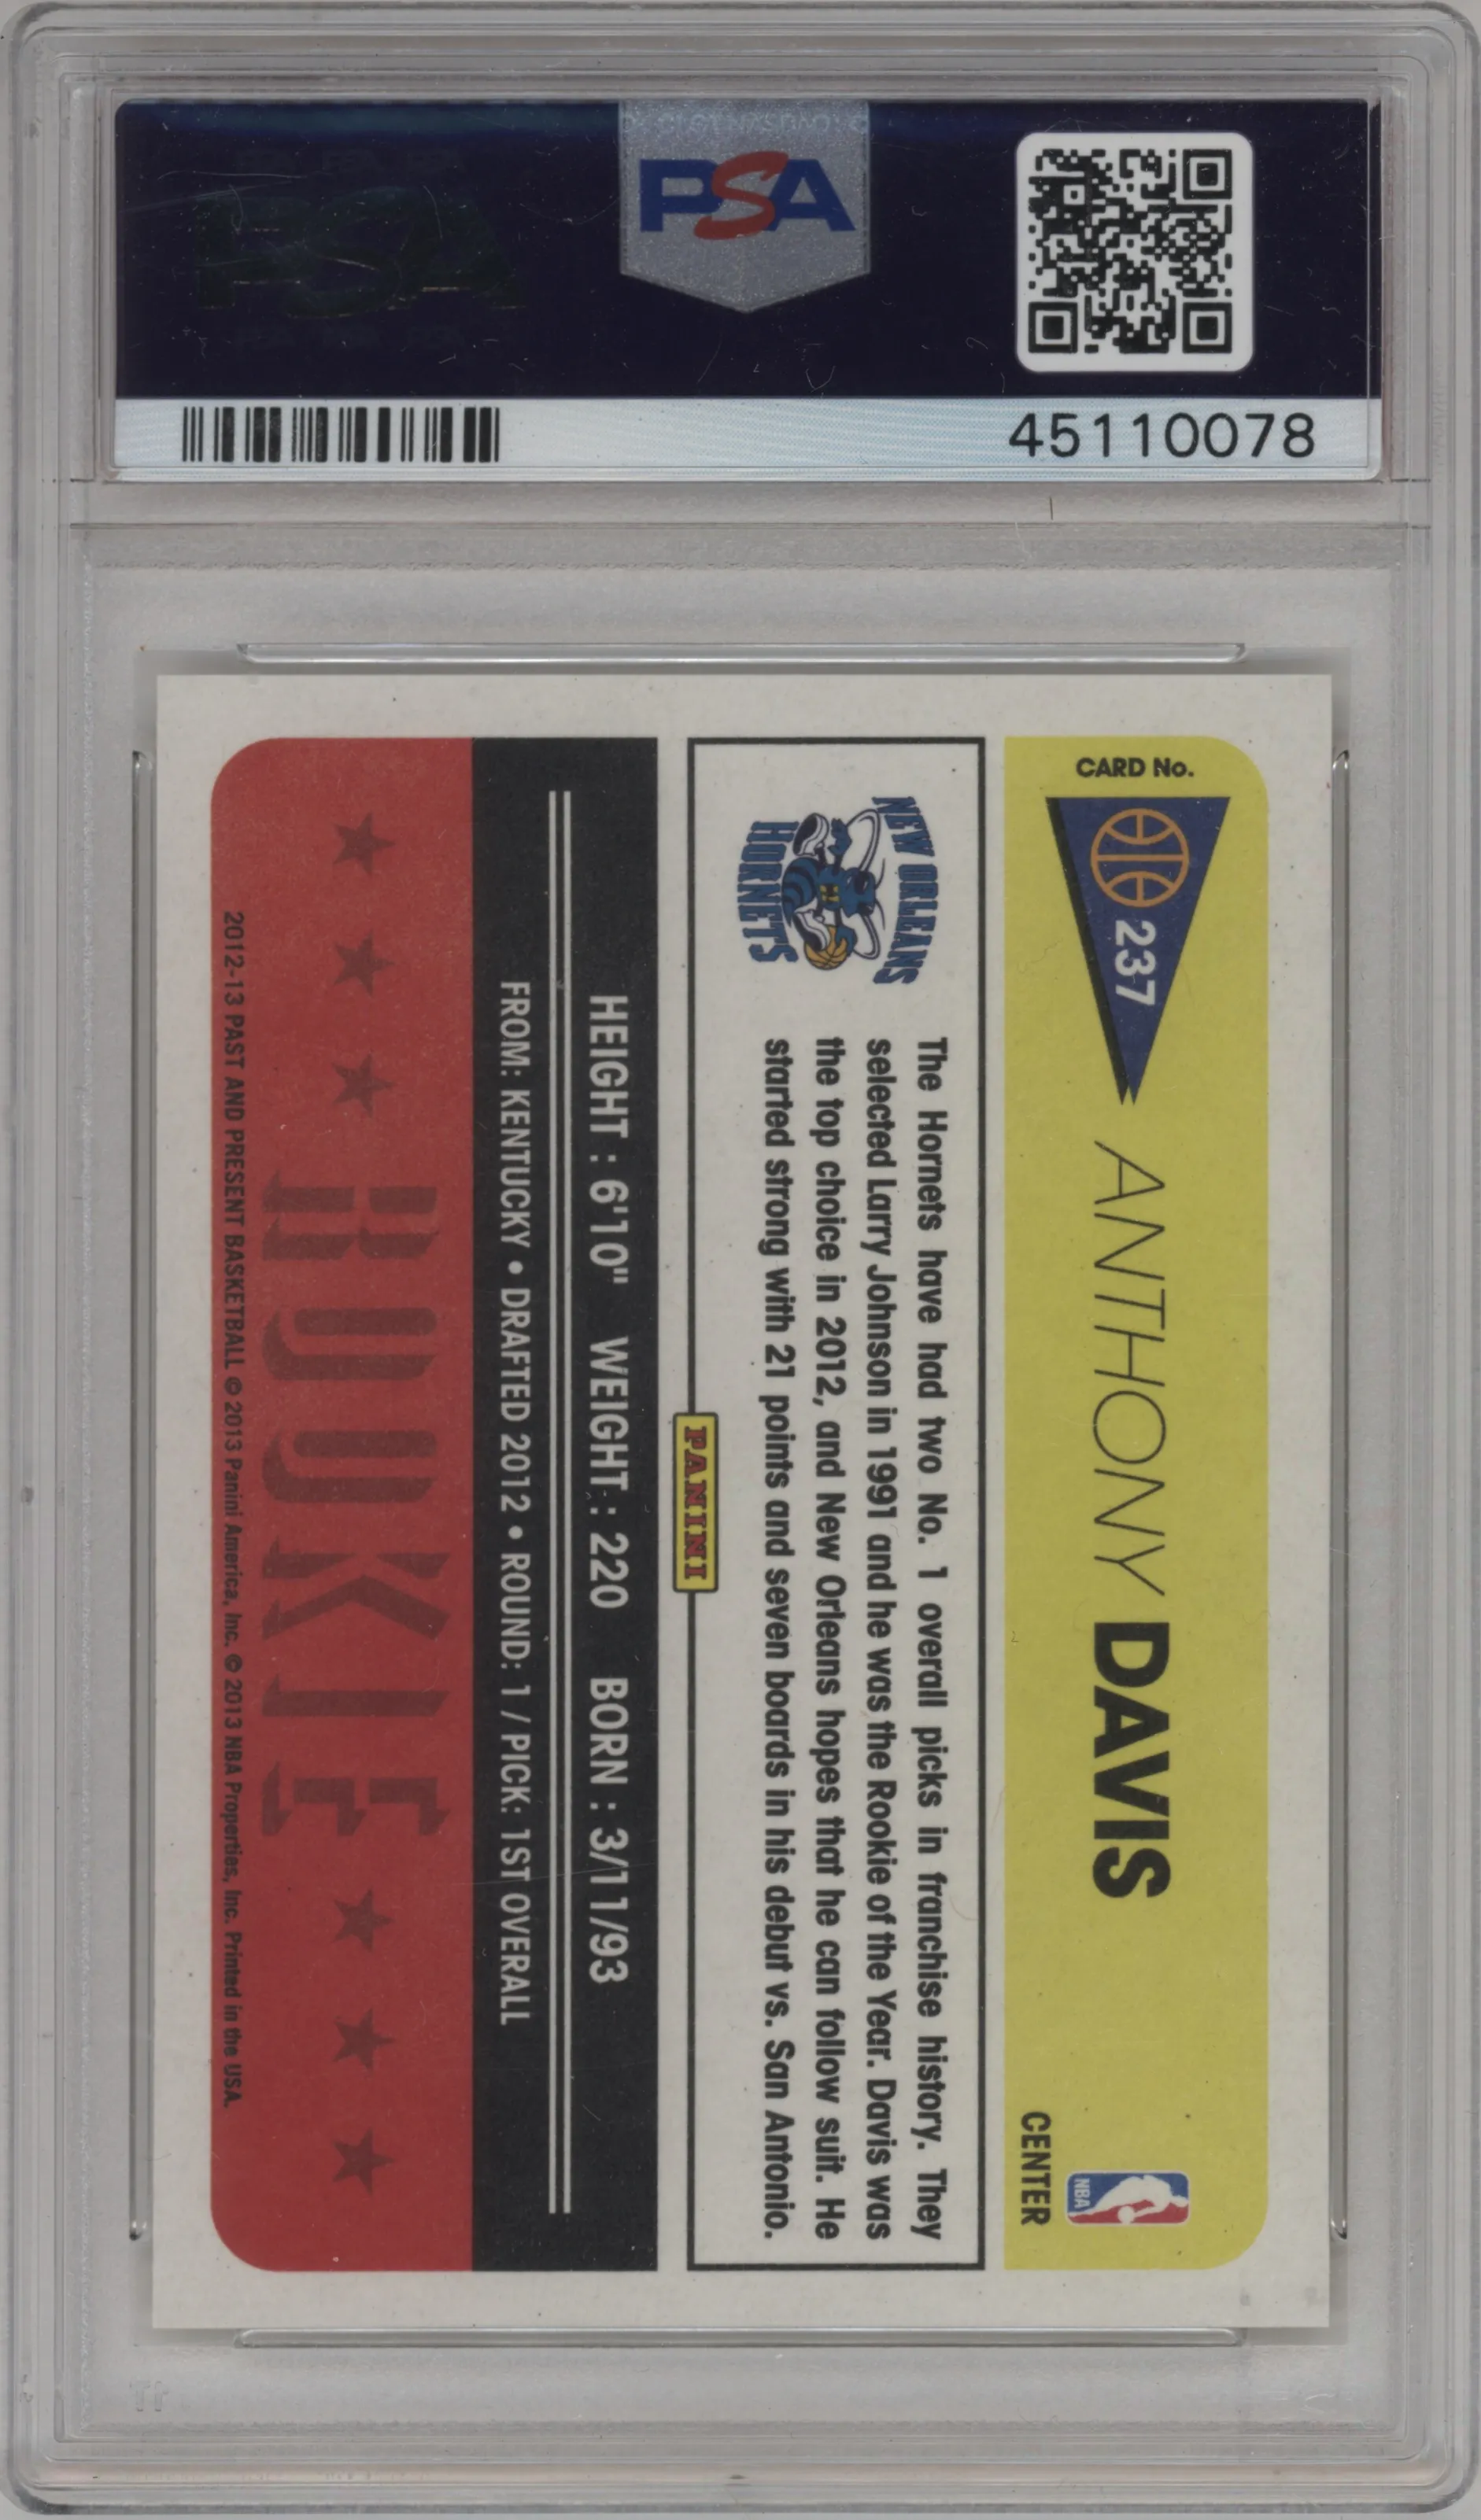 PSA
PSA
45110078
CARD No.
237
ANTHONY DAVIS
NBA
CENTER
NEW ORLEANS
HORNETS
The Hornets have had two No. 1 overall picks in franchise history. They
selected Larry Johnson in 1991 and he was the Rookie of the Year. Davis was
the top choice in 2012, and New Orleans hopes that he can follow suit. He
started strong with 21 points and seven boards in his debut vs. San Antonio.
PANINI
HEIGHT : 6'10" WEIGHT : 220 BORN : 3/11/93
FROM: KENTUCKY • DRAFTED 2012 • ROUND: 1 / PICK: 1ST OVERALL
ROOKIE
2012-13 PAST AND PRESENT BASKETBALL © 2013 Panini America, Inc. © 2013 NBA Properties, Inc. Printed in the USA.